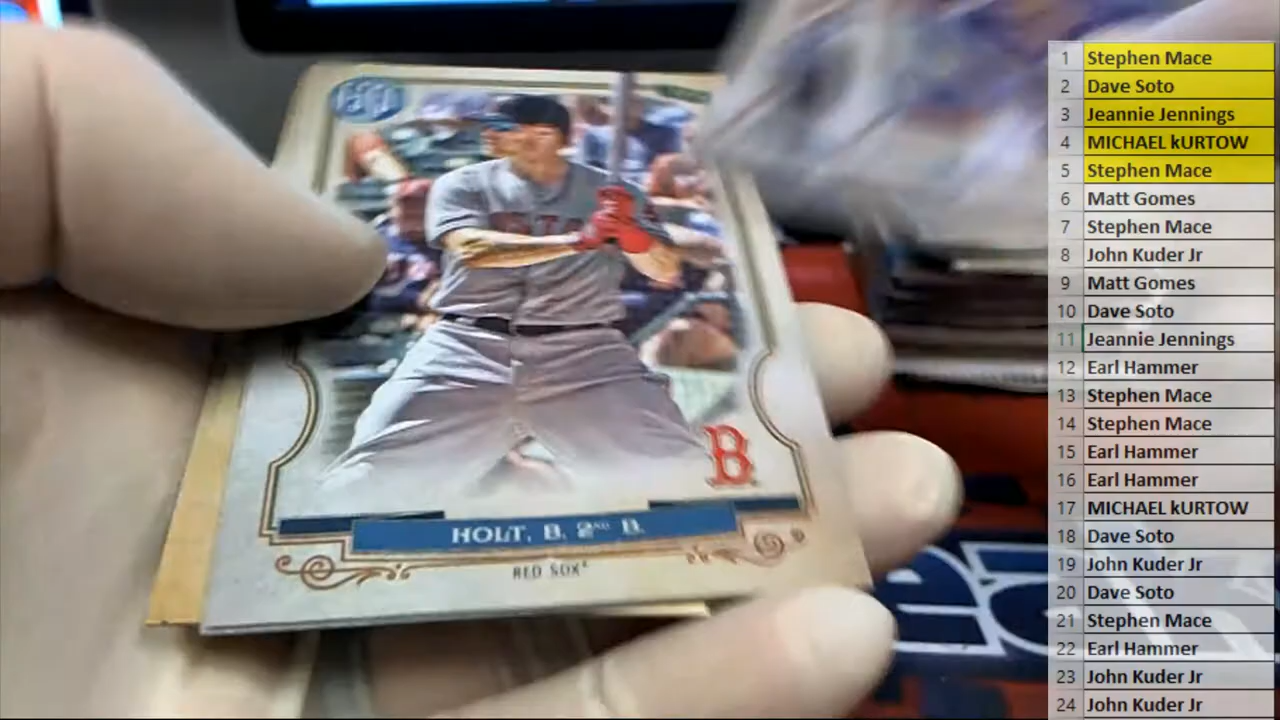 HOLT, B. 2ND B.
RED SOX
B
1 Stephen Mace
2 Dave Soto
3 Jeannie Jennings
4 MICHAEL kURTOW
5 Stephen Mace
6 Matt Gomes
7 Stephen Mace
8 John Kuder Jr
9 Matt Gomes
10 Dave Soto
11 Jeannie Jennings
12 Earl Hammer
13 Stephen Mace
14 Stephen Mace
15 Earl Hammer
16 Earl Hammer
17 MICHAEL kURTOW
18 Dave Soto
19 John Kuder Jr
20 Dave Soto
21 Stephen Mace
22 Earl Hammer
23 John Kuder Jr
24 John Kuder Jr